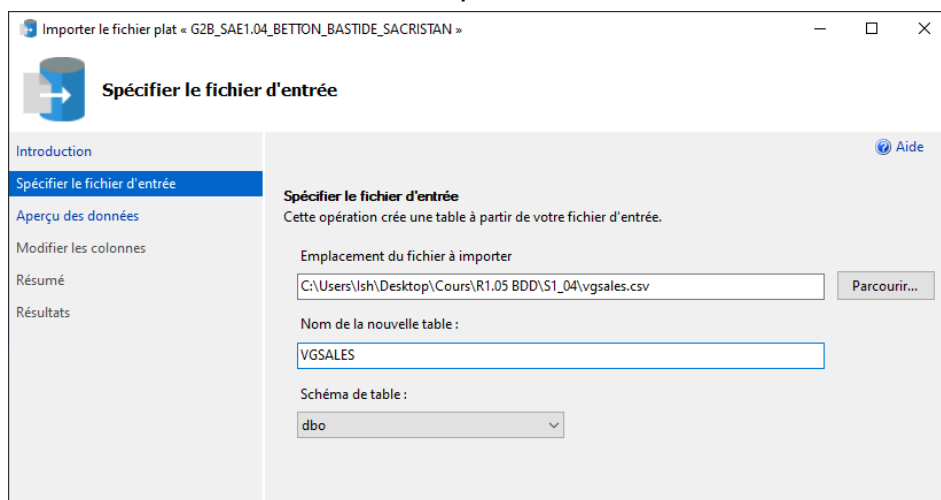 Importer le fichier plat « G2B_SAE1.04_BETTON_BASTIDE_SACRISTAN »
Spécifier le fichier d'entrée
Aide
Introduction
Spécifier le fichier d'entrée
Aperçu des données
Modifier les colonnes
Résumé
Résultats
Spécifier le fichier d'entrée
Cette opération crée une table à partir de votre fichier d'entrée.
Emplacement du fichier à importer
C:\Users\lsh\Desktop\Cours\R1.05 BDD\S1_04\vgsales.csv
Parcourir...
Nom de la nouvelle table :
VGSALES
Schéma de table :
dbo